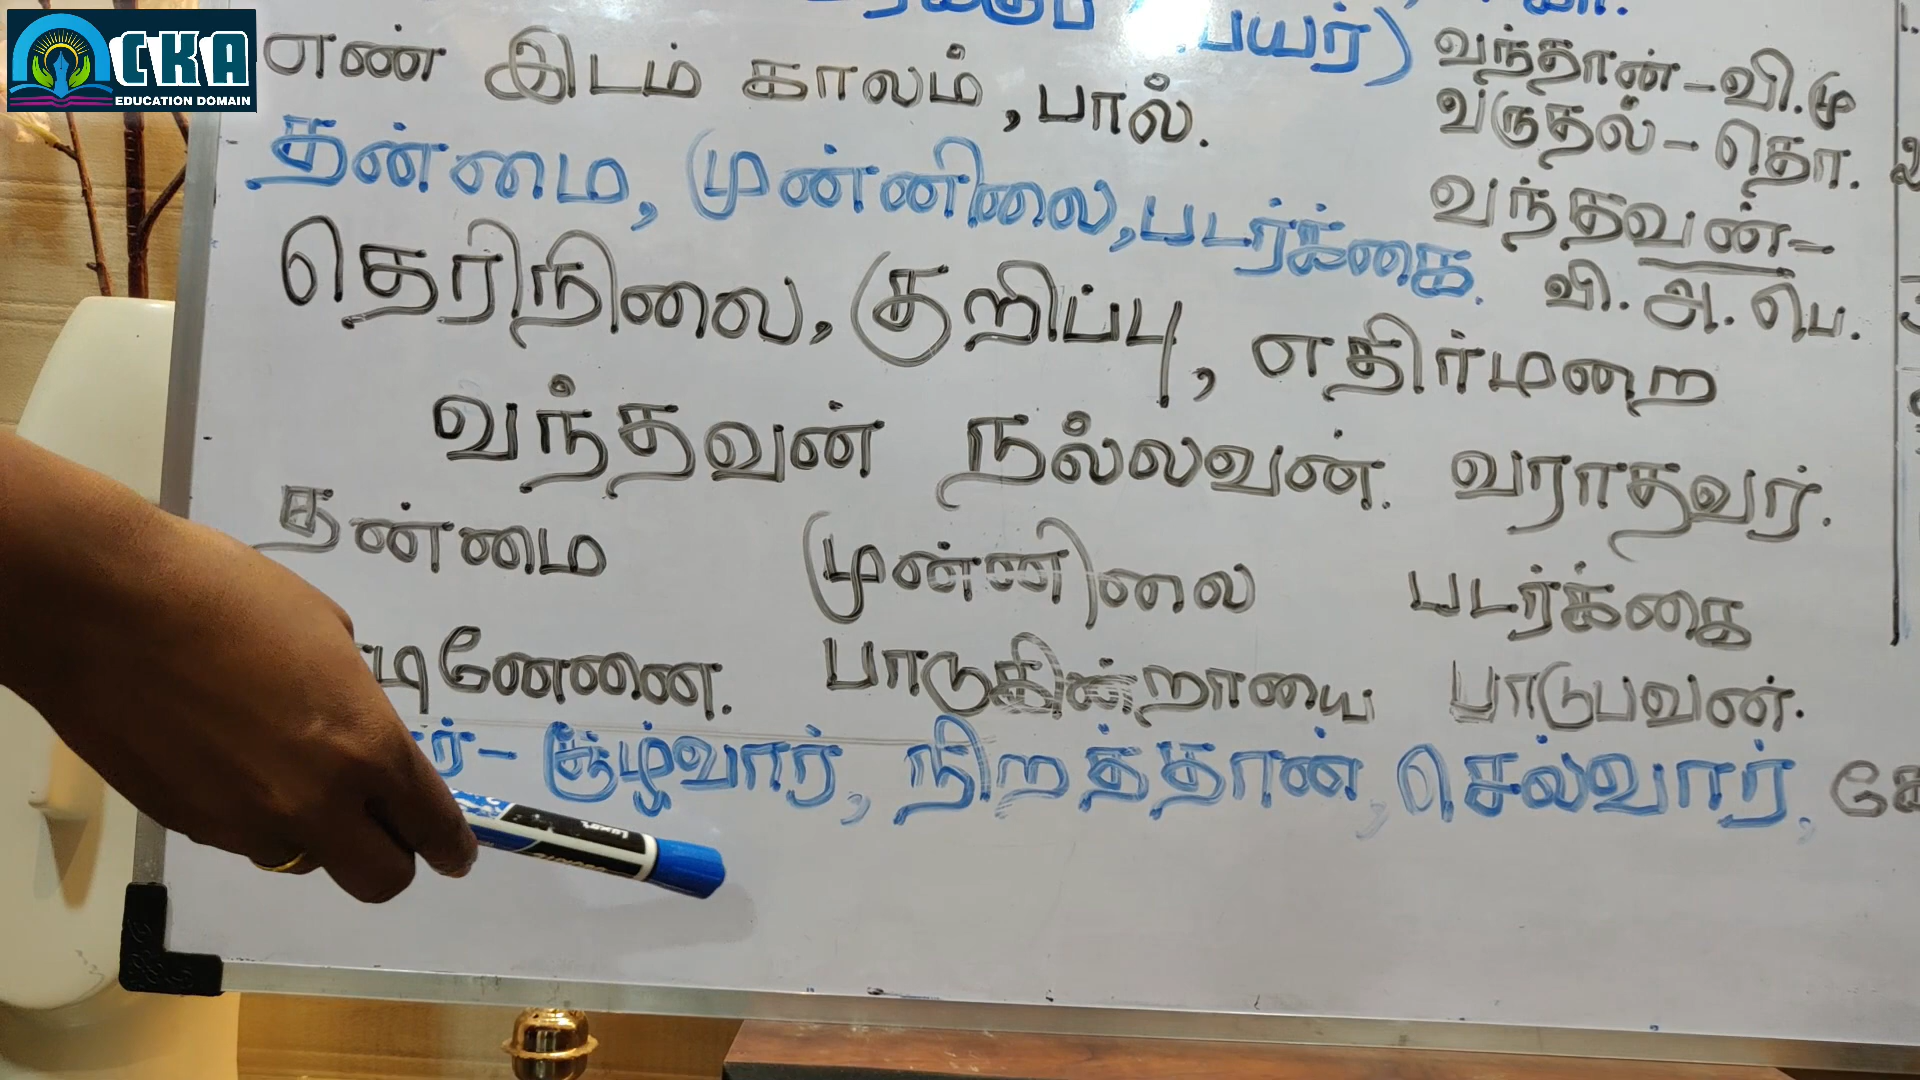 CKA
EDUCATION DOMAIN
பெயர்)
எண் இடம் காலம், பால்.
தன்மை, முன்னிலை, படர்க்கை.
தெரிநிலை, குறிப்பு, எதிர்மறை
வந்தவன் நல்லவன். வராதவர்.
தன்மை முன்னிலை படர்க்கை
பாடுகின்றாயை பாடுபவன்.
சூழ்வார், நிறத்தான், செல்வார்,
வந்தான் - வி.மு
வருதல் - தொ.
வந்தவன் -
வி. அ. பெ.